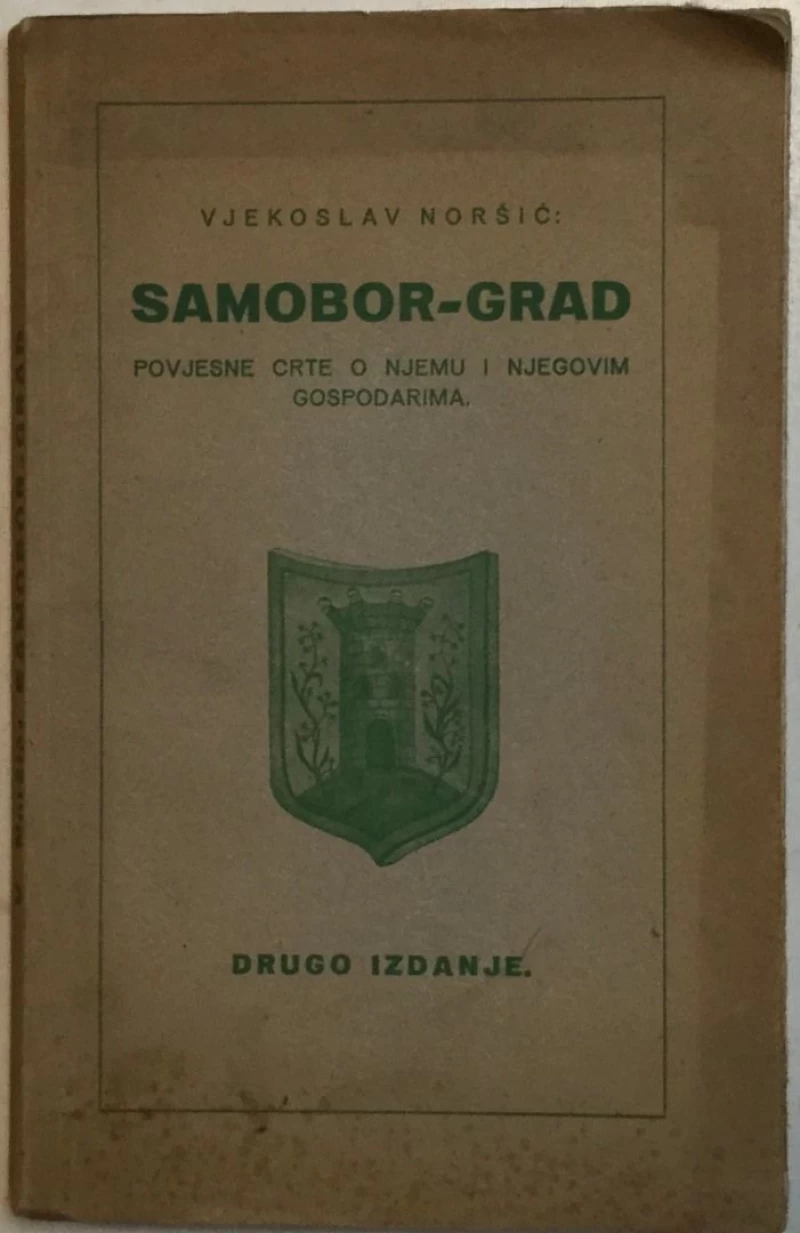 VJEKOSLAV NORŠIĆ:
SAMOBOR-GRAD
POVJESNE CRTE O NJEMU I NJEGOVIM
GOSPODARIMA.
DRUGO IZDANJE.